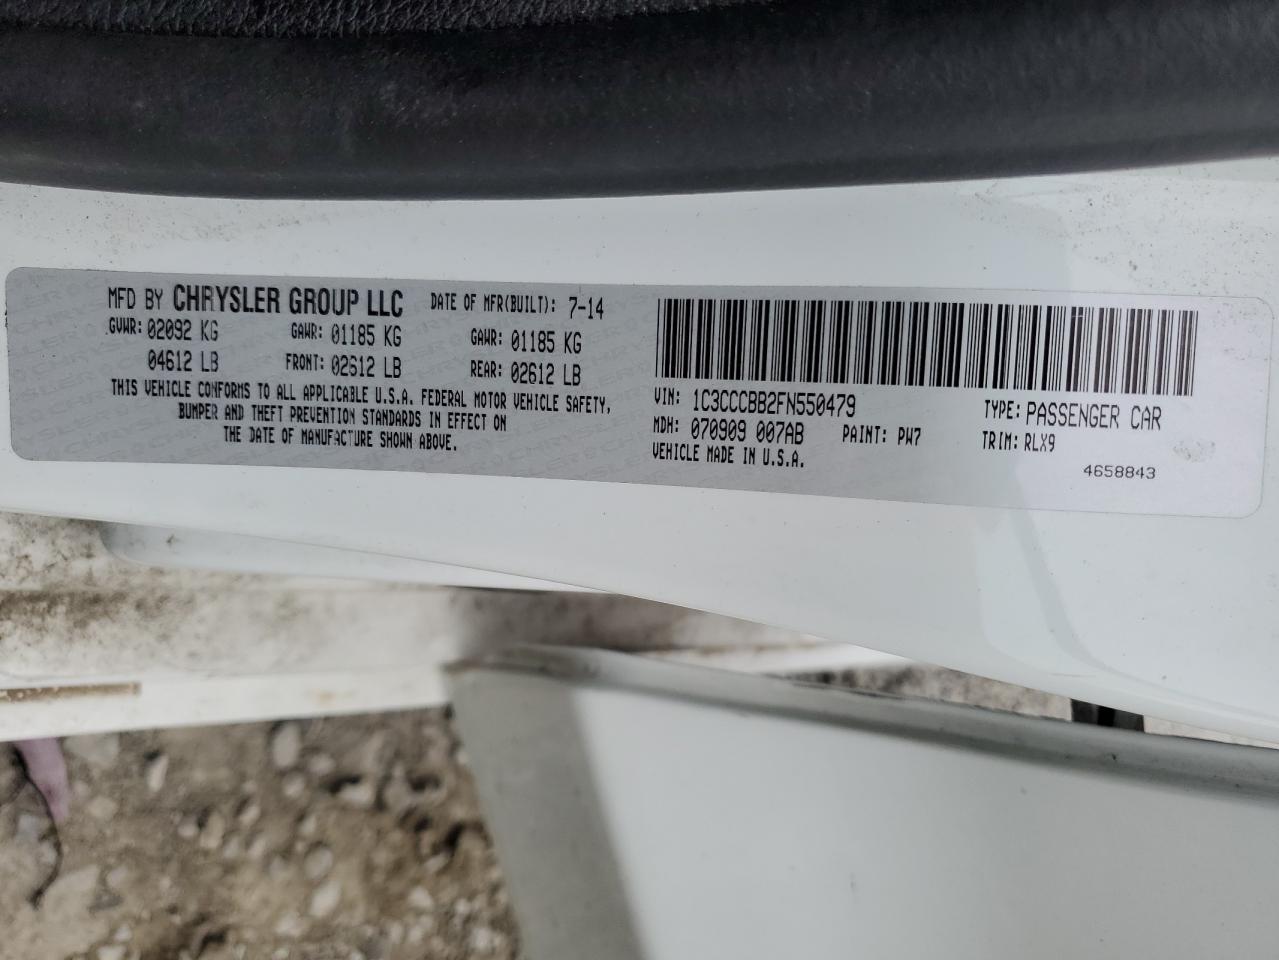 MFD BY CHRYSLER GROUP LLC DATE OF MFR(BUILT): 7-14
GVWR: 02092 KG GAWR: 01185 KG GAWR: 01185 KG
04612 LB FRONT: 02612 LB REAR: 02612 LB
THIS VEHICLE CONFORMS TO ALL APPLICABLE U.S.A. FEDERAL MOTOR VEHICLE SAFETY,
BUMPER AND THEFT PREVENTION STANDARDS IN EFFECT ON
THE DATE OF MANUFACTURE SHOWN ABOVE.
VIN: 1C3CCCBB2FN550479 TYPE: PASSENGER CAR
MDH: 070909 007AB PAINT: PW7 TRIM: RLX9
VEHICLE MADE IN U.S.A.
4658843